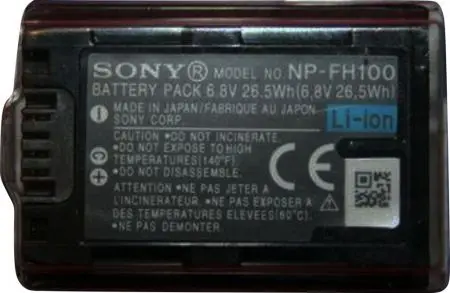 SONY® MODEL NO. NP-FH100
BATTERY PACK 6.8V 26.5Wh(6,8V 26,5Wh)
MADE IN JAPAN/FABRIQUÉ AU JAPON
SONY CORP.
Li-ion
CAUTION •DO NOT INCINERATE.
•DO NOT EXPOSE TO HIGH
TEMPERATURES(140°F)
•DO NOT DISASSEMBLE.
ATTENTION •NE PAS JETER A
L'INCINERATEUR. •NE PAS EXPOSER A
DES TEMPERATURES ELEVEES(60°C).
•NE PAS DEMONTER.
CE